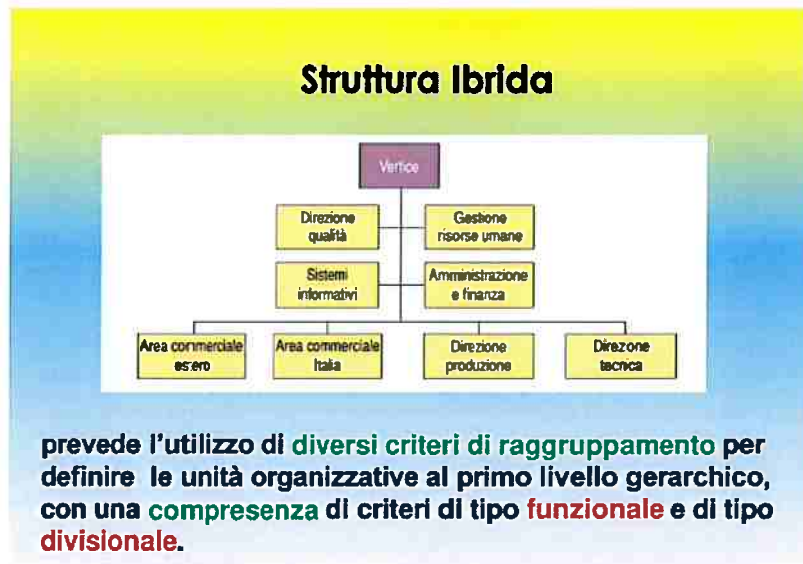 Struttura Ibrida
Vertice
Direzione
qualità
Gestione
risorse umane
Sistemi
informativi
Amministrazione
e finanza
Area commerciale
estero
Area commerciale
Italia
Direzione
produzione
Direzone
tecnica
prevede l'utilizzo di diversi criteri di raggruppamento per
definire le unità organizzative al primo livello gerarchico,
con una compresenza di criteri di tipo funzionale e di tipo
divisionale.